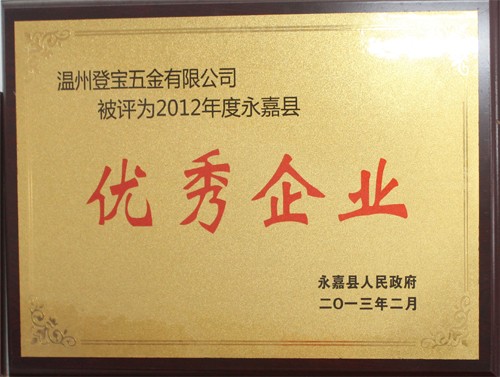 温州登宝五金有限公司
被评为2012年度永嘉县
优秀企业
永嘉县人民政府
二〇一三年二月